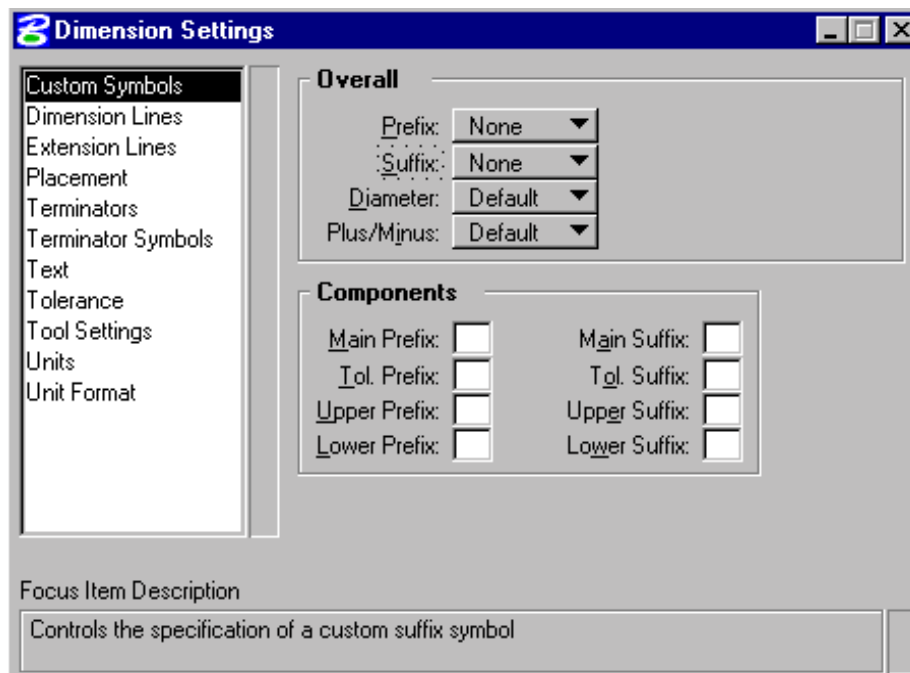 Dimension Settings
Custom Symbols
Dimension Lines
Extension Lines
Placement
Terminators
Terminator Symbols
Text
Tolerance
Tool Settings
Units
Unit Format
Overall
Prefix: None
Suffix: None
Diameter: Default
Plus/Minus: Default
Components
Main Prefix: Main Suffix:
Tol. Prefix: Tol. Suffix:
Upper Prefix: Upper Suffix:
Lower Prefix: Lower Suffix:
Focus Item Description
Controls the specification of a custom suffix symbol